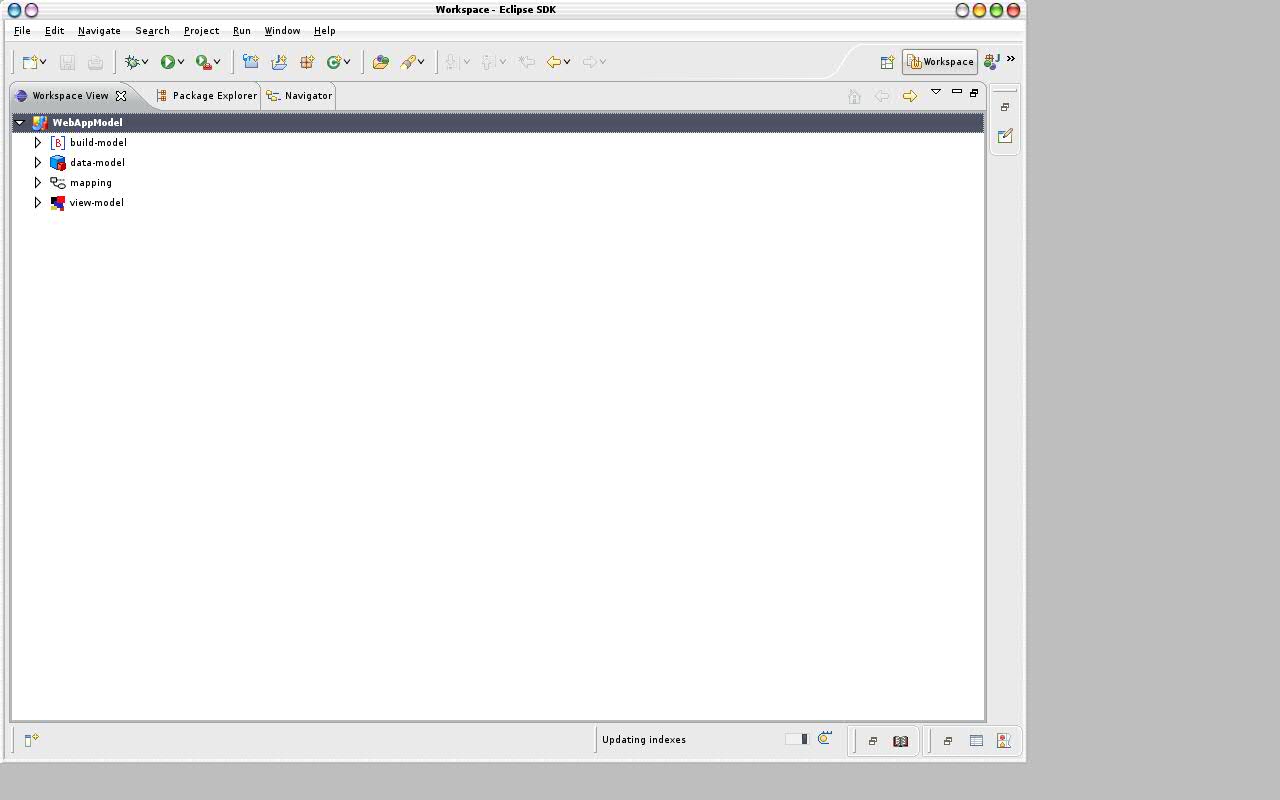 Workspace - Eclipse SDK
File Edit Navigate Search Project Run Window Help
Workspace
J
Workspace View Package Explorer Navigator
WebAppModel
[B] build-model
data-model
mapping
view-model
Updating indexes